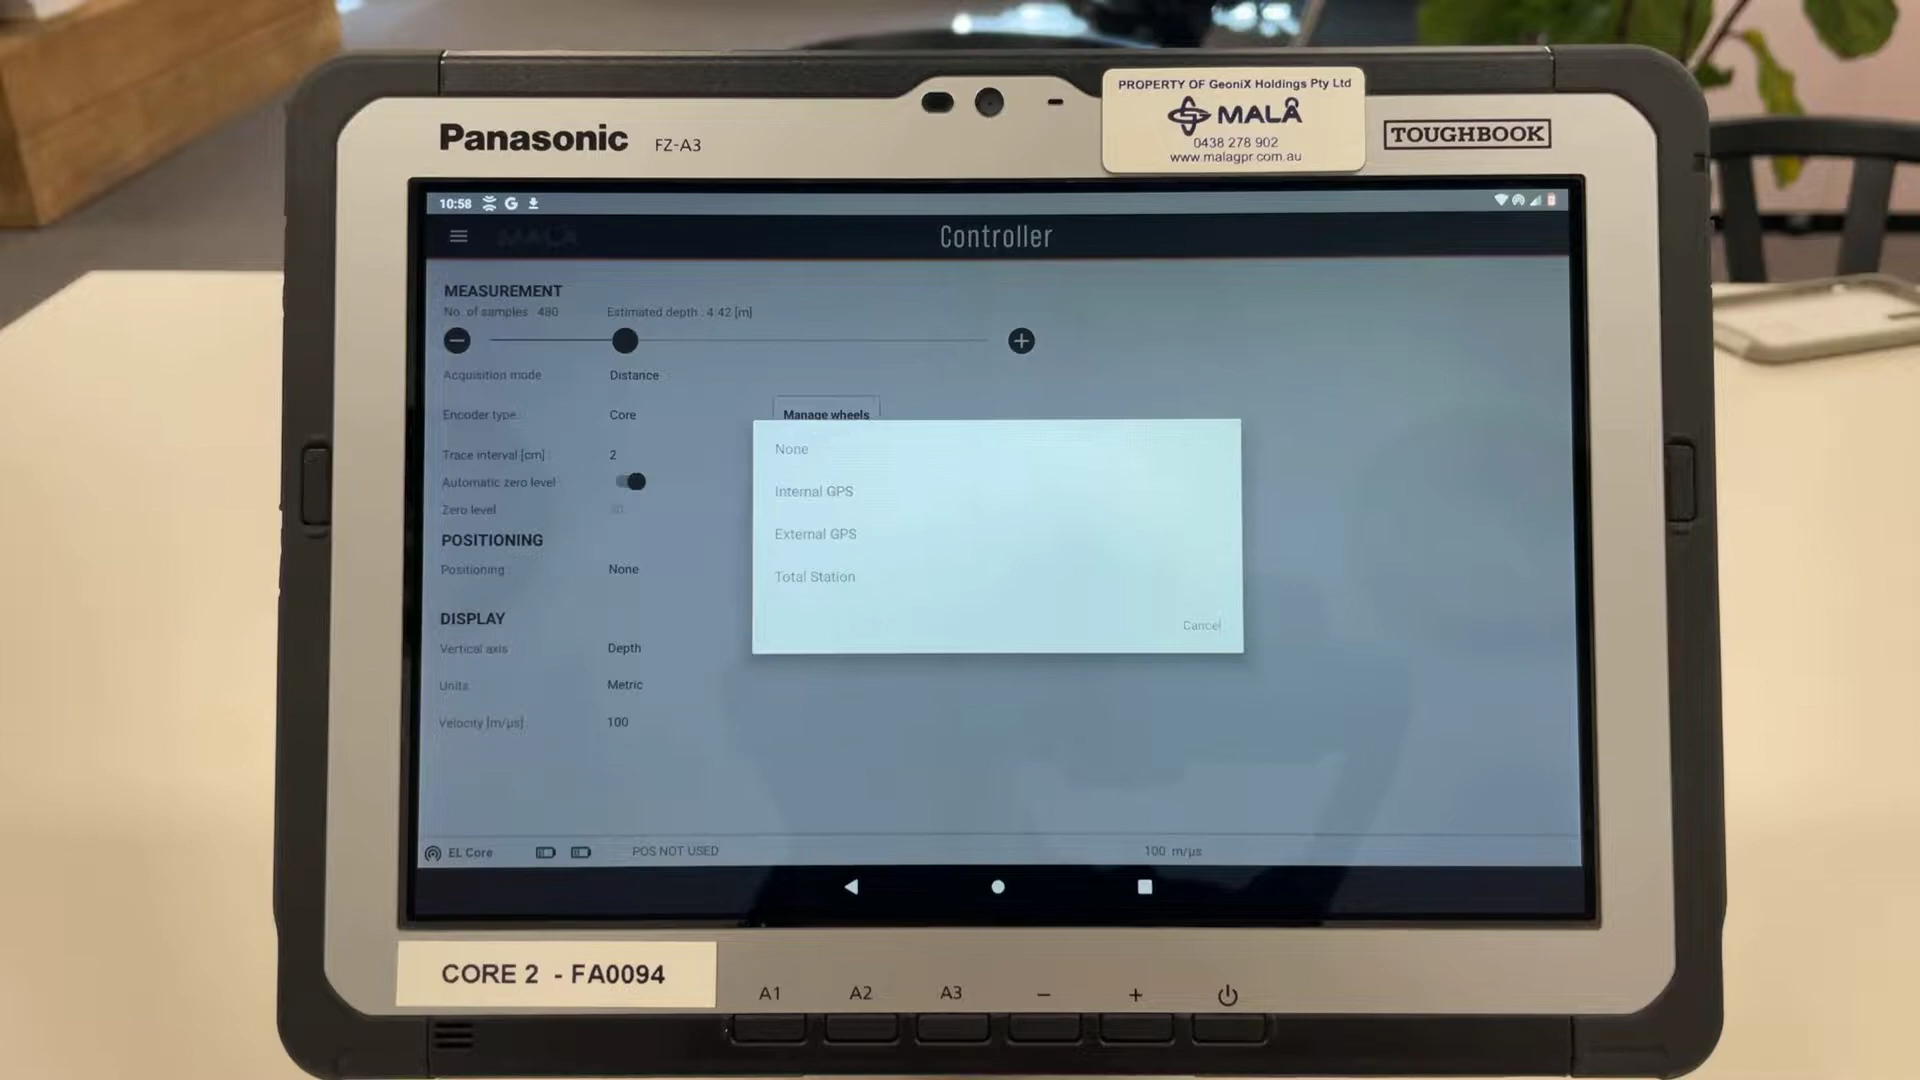 PROPERTY OF GeoniX Holdings Pty Ltd
MALÅ
0438 278 902
www.malagpr.com.au
Panasonic FZ-A3
TOUGHBOOK
10:58 G
MALÅ Controller
MEASUREMENT
No. of samples : 480 Estimated depth : 4.42 [m]
Acquisition mode Distance
Encoder type : Core Manage wheels
Trace interval [cm] : 2
Automatic zero level
Zero level
POSITIONING
Positioning : None
DISPLAY
Vertical axis Depth
Units Metric
Velocity [m/µs] : 100
None
Internal GPS
External GPS
Total Station
Cancel
EL Core POS NOT USED 100 m/µs
CORE 2 - FA0094
A1 A2 A3 − +